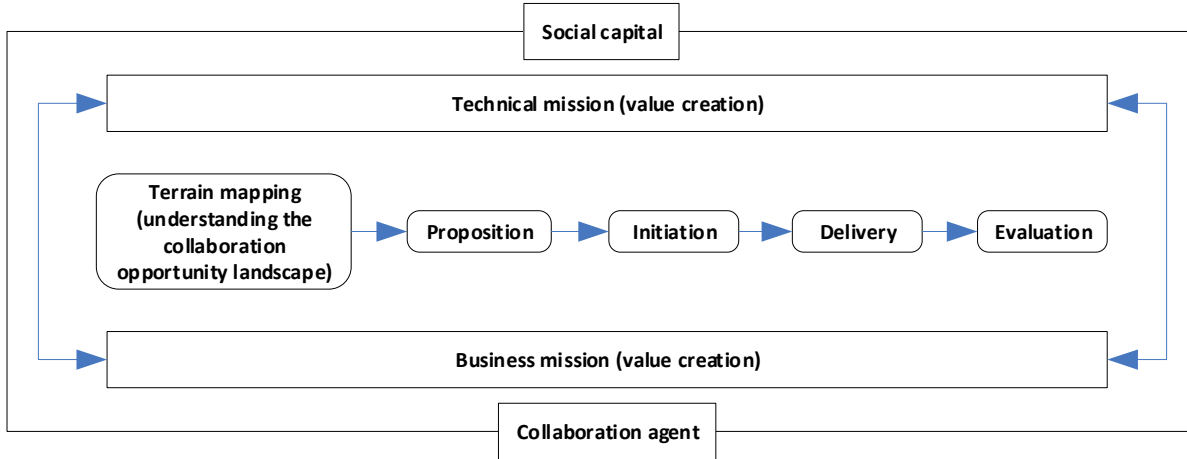 Social capital
Technical mission (value creation)
Terrain mapping
(understanding the
collaboration
opportunity landscape)
Proposition
Initiation
Delivery
Evaluation
Business mission (value creation)
Collaboration agent